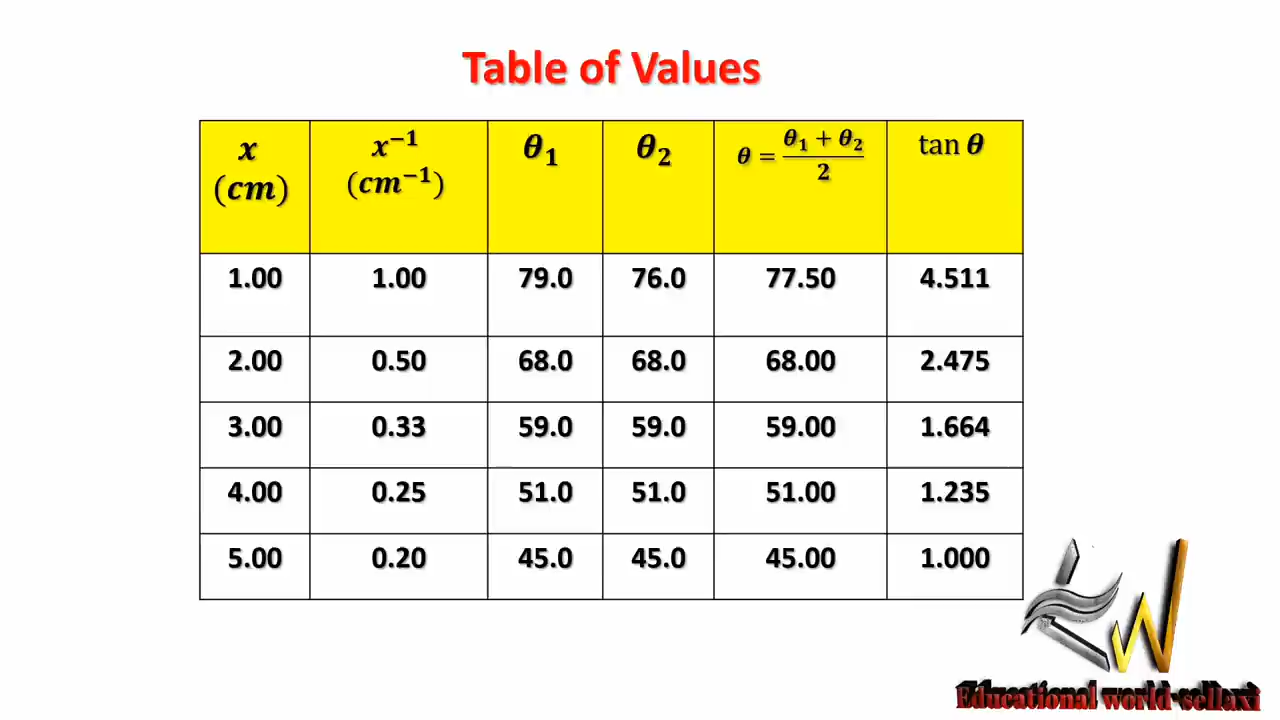 Table of Values
x (cm) x⁻¹ (cm⁻¹) θ₁ θ₂ θ = (θ₁ + θ₂)/2 tan θ
1.00 1.00 79.0 76.0 77.50 4.511
2.00 0.50 68.0 68.0 68.00 2.475
3.00 0.33 59.0 59.0 59.00 1.664
4.00 0.25 51.0 51.0 51.00 1.235
5.00 0.20 45.0 45.0 45.00 1.000
Educational world-sellaxi